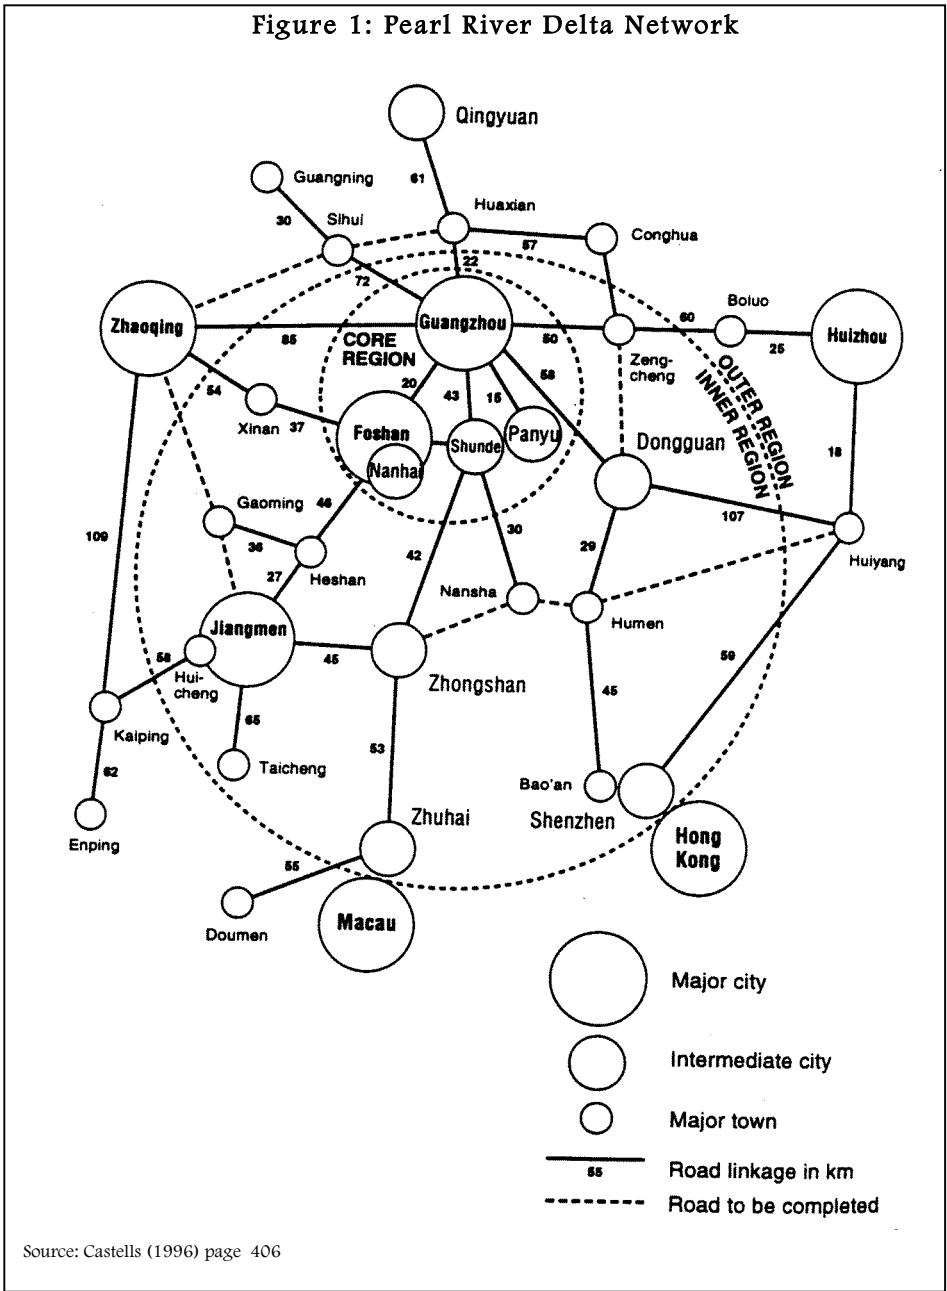 Figure 1: Pearl River Delta Network
Qingyuan
Guangning
61
Huaxian
30
Sihui
57
Conghua
22
72
Boluo
Zhaoqing
Guangzhou
60
Huizhou
85
CORE
REGION
50
25
Zeng-
cheng
58
OUTER REGION
INNER REGION
54
20
43
15
Xinan
37
Foshan
Shunde
Panyu
Dongguan
Nanhai
18
Gaoming
46
107
109
36
30
42
29
Huiyang
27
Heshan
Nansha
Humen
Jiangmen
58
45
59
Hui-
cheng
Zhongshan
45
65
Kaiping
53
62
Taicheng
Bao'an
Zhuhai
Shenzhen
Enping
Hong
Kong
55
Doumen
Macau
Major city
Intermediate city
Major town
55
Road linkage in km
Road to be completed
Source: Castells (1996) page 406